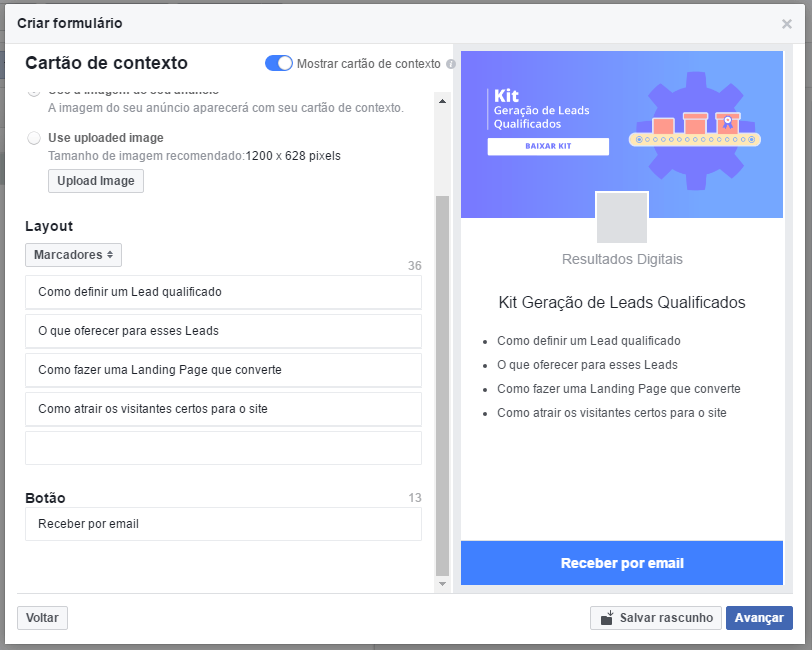 Criar formulário
Cartão de contexto
Mostrar cartão de contexto
Use a imagem do seu anúncio
A imagem do seu anúncio aparecerá com seu cartão de contexto.
Use uploaded image
Tamanho de imagem recomendado:1200 x 628 pixels
Upload Image
Layout
Marcadores
36
Como definir um Lead qualificado
O que oferecer para esses Leads
Como fazer uma Landing Page que converte
Como atrair os visitantes certos para o site
Botão
13
Receber por email
Kit
Geração de Leads
Qualificados
BAIXAR KIT
Resultados Digitais
Kit Geração de Leads Qualificados
Como definir um Lead qualificado
O que oferecer para esses Leads
Como fazer uma Landing Page que converte
Como atrair os visitantes certos para o site
Receber por email
Voltar
Salvar rascunho
Avançar